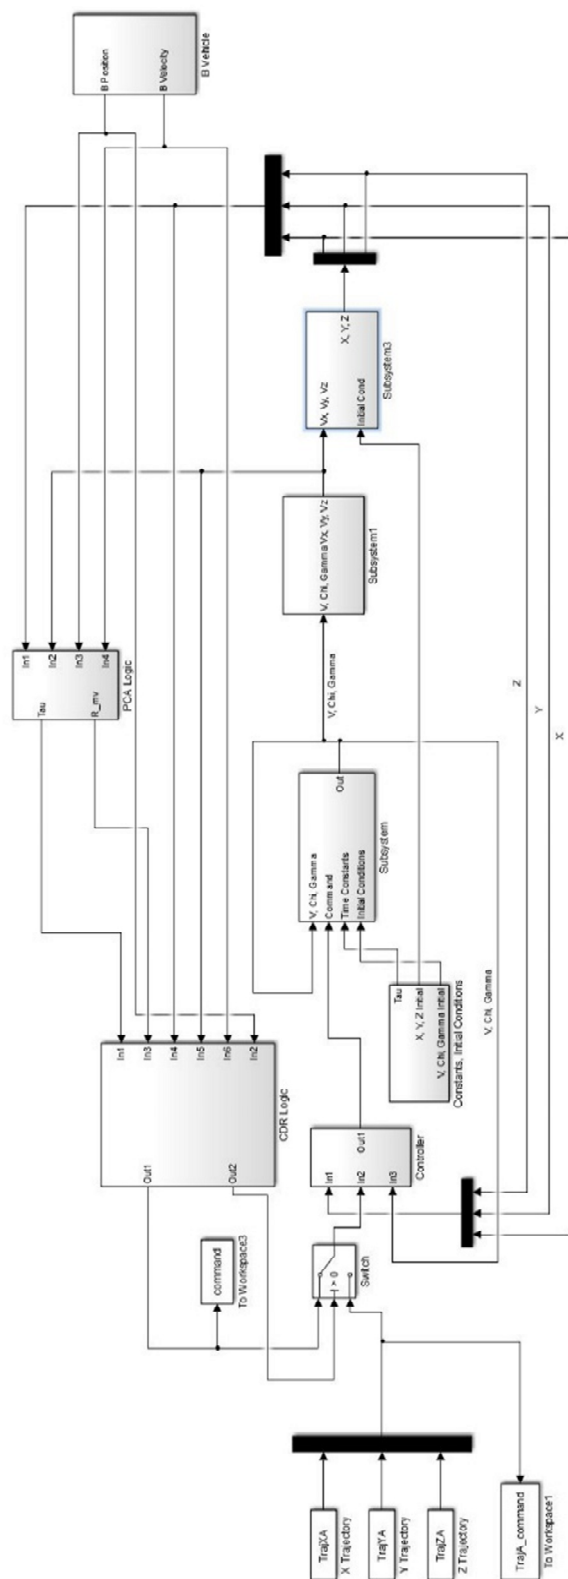 B Position
B Velocity
B Vehicle
In1
In2
In3
In4
Tau
R_mv
PCA Logic
In1
In3
In4
In5
In6
In2
Out1
Out2
CDR Logic
command
To Workspace3
> 0
Switch
TrajXA
X Trajectory
TrajYA
Y Trajectory
TrajZA
Z Trajectory
TrajA_command
To Workspace1
In1
In2
In3
Out1
Controller
Tau
X, Y, Z Initial
V, Chi, Gamma Initial
Constants, Initial Conditions
V, Chi, Gamma
Command
Time Constants
Initial Conditions
Out
Subsystem
V, Chi, Gamma
V, Chi, Gamma
V, Chi, Gamma Vx, Vy, Vz
Subsystem1
Vx, Vy, Vz
Initial Cond
X, Y, Z
Subsystem3
Z
Y
X